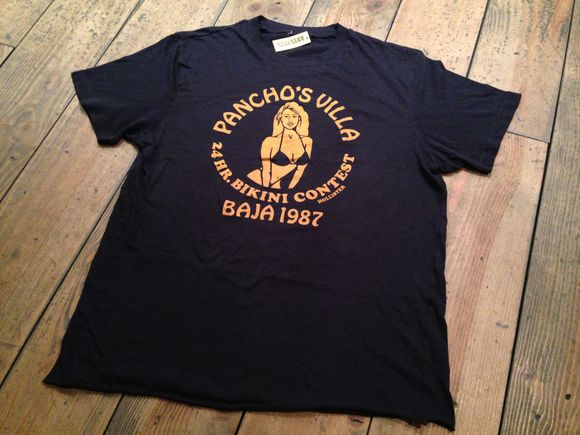 PANCHO'S VILLA
24 HR. BIKINI CONTEST
HOLLISTER
BAJA 1987